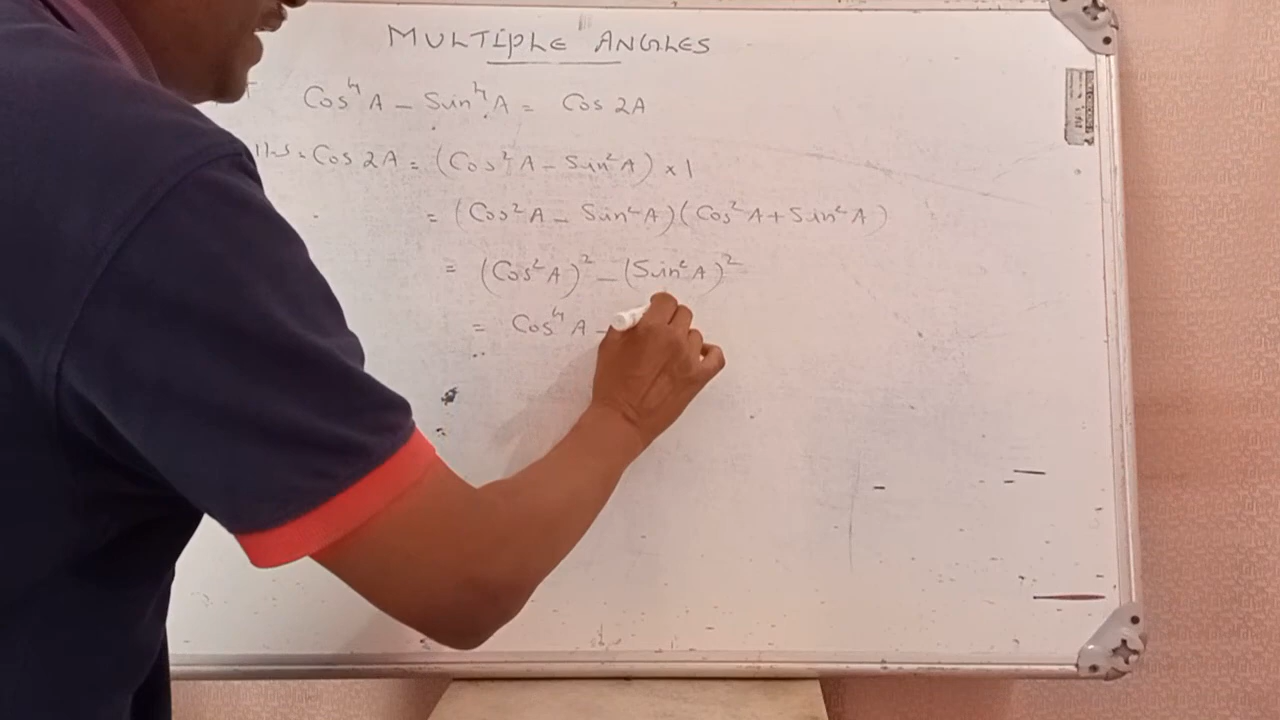 MULTIPLE ANGLES
Cos⁴A - Sin⁴A = Cos 2A
Cos 2A = (Cos²A - Sin²A) × 1
= (Cos²A - Sin²A)(Cos²A + Sin²A)
= (Cos²A)² - (Sin²A)²
= Cos⁴A -